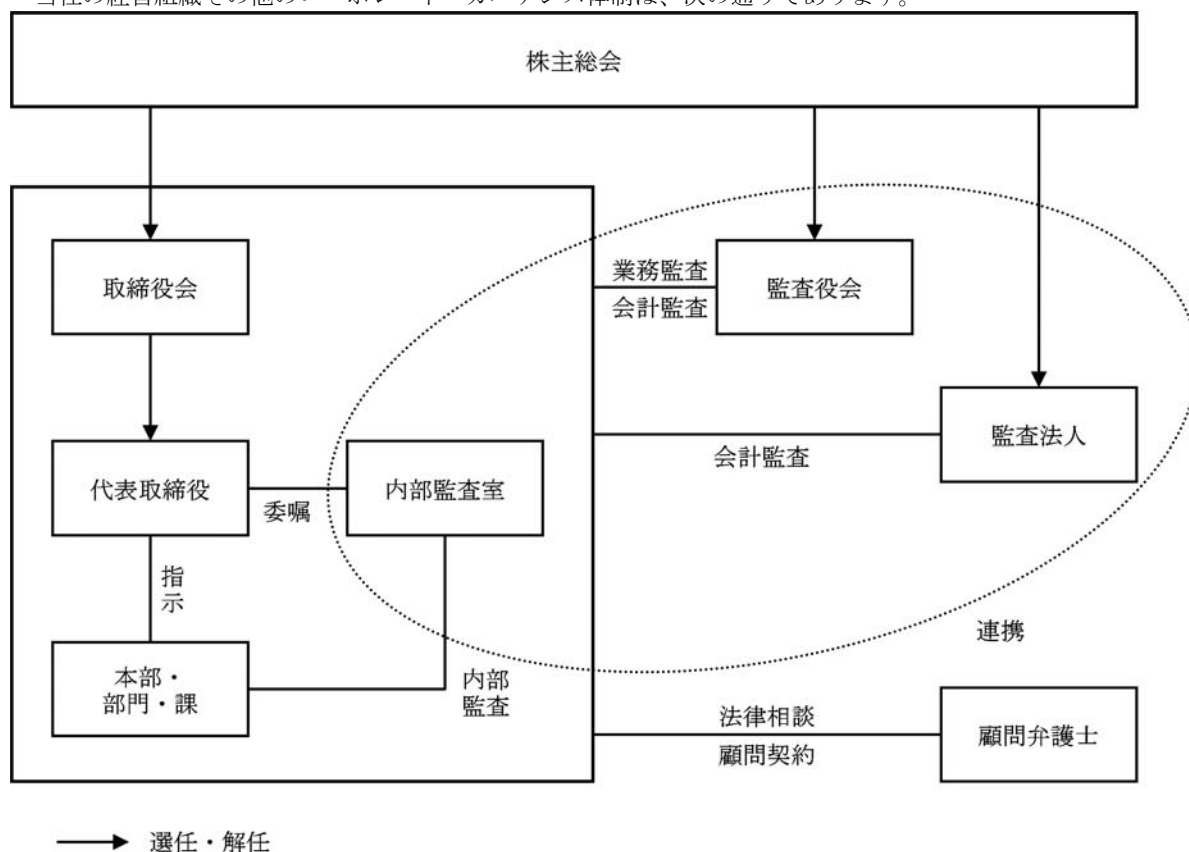 株主総会
取締役会
業務監査
会計監査
監査役会
監査法人
会計監査
代表取締役
委嘱
内部監査室
指
示
連携
本部・
部門・課
内部
監査
法律相談
顧問契約
顧問弁護士
選任・解任